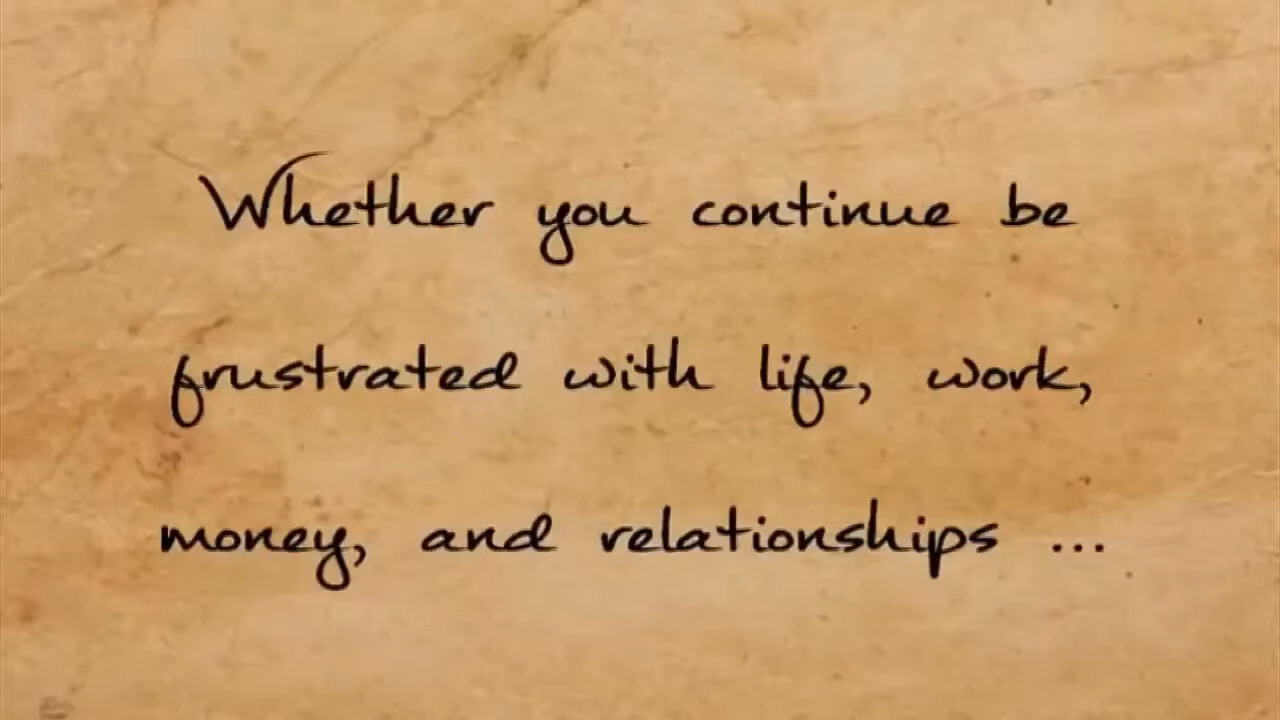 Whether you continue be
frustrated with life, work,
money, and relationships ...